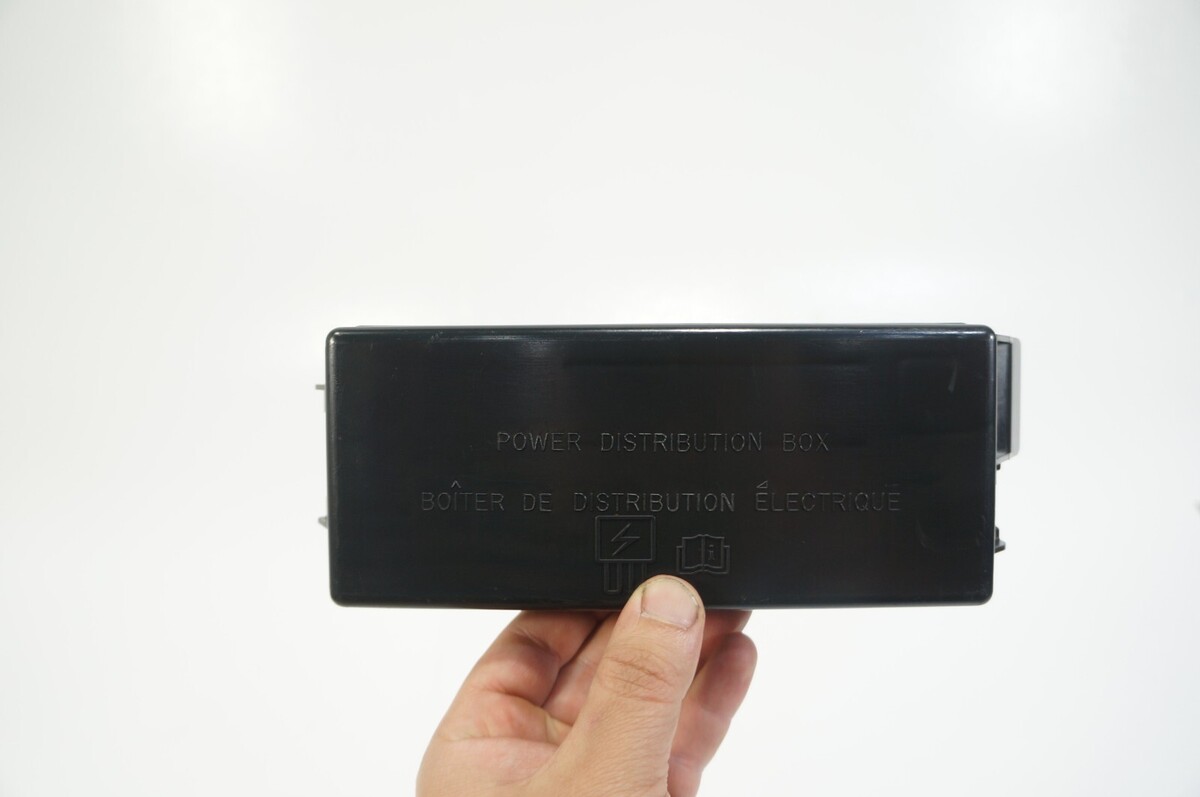 POWER DISTRIBUTION BOX
BOÎTER DE DISTRIBUTION ÉLECTRIQUE
i